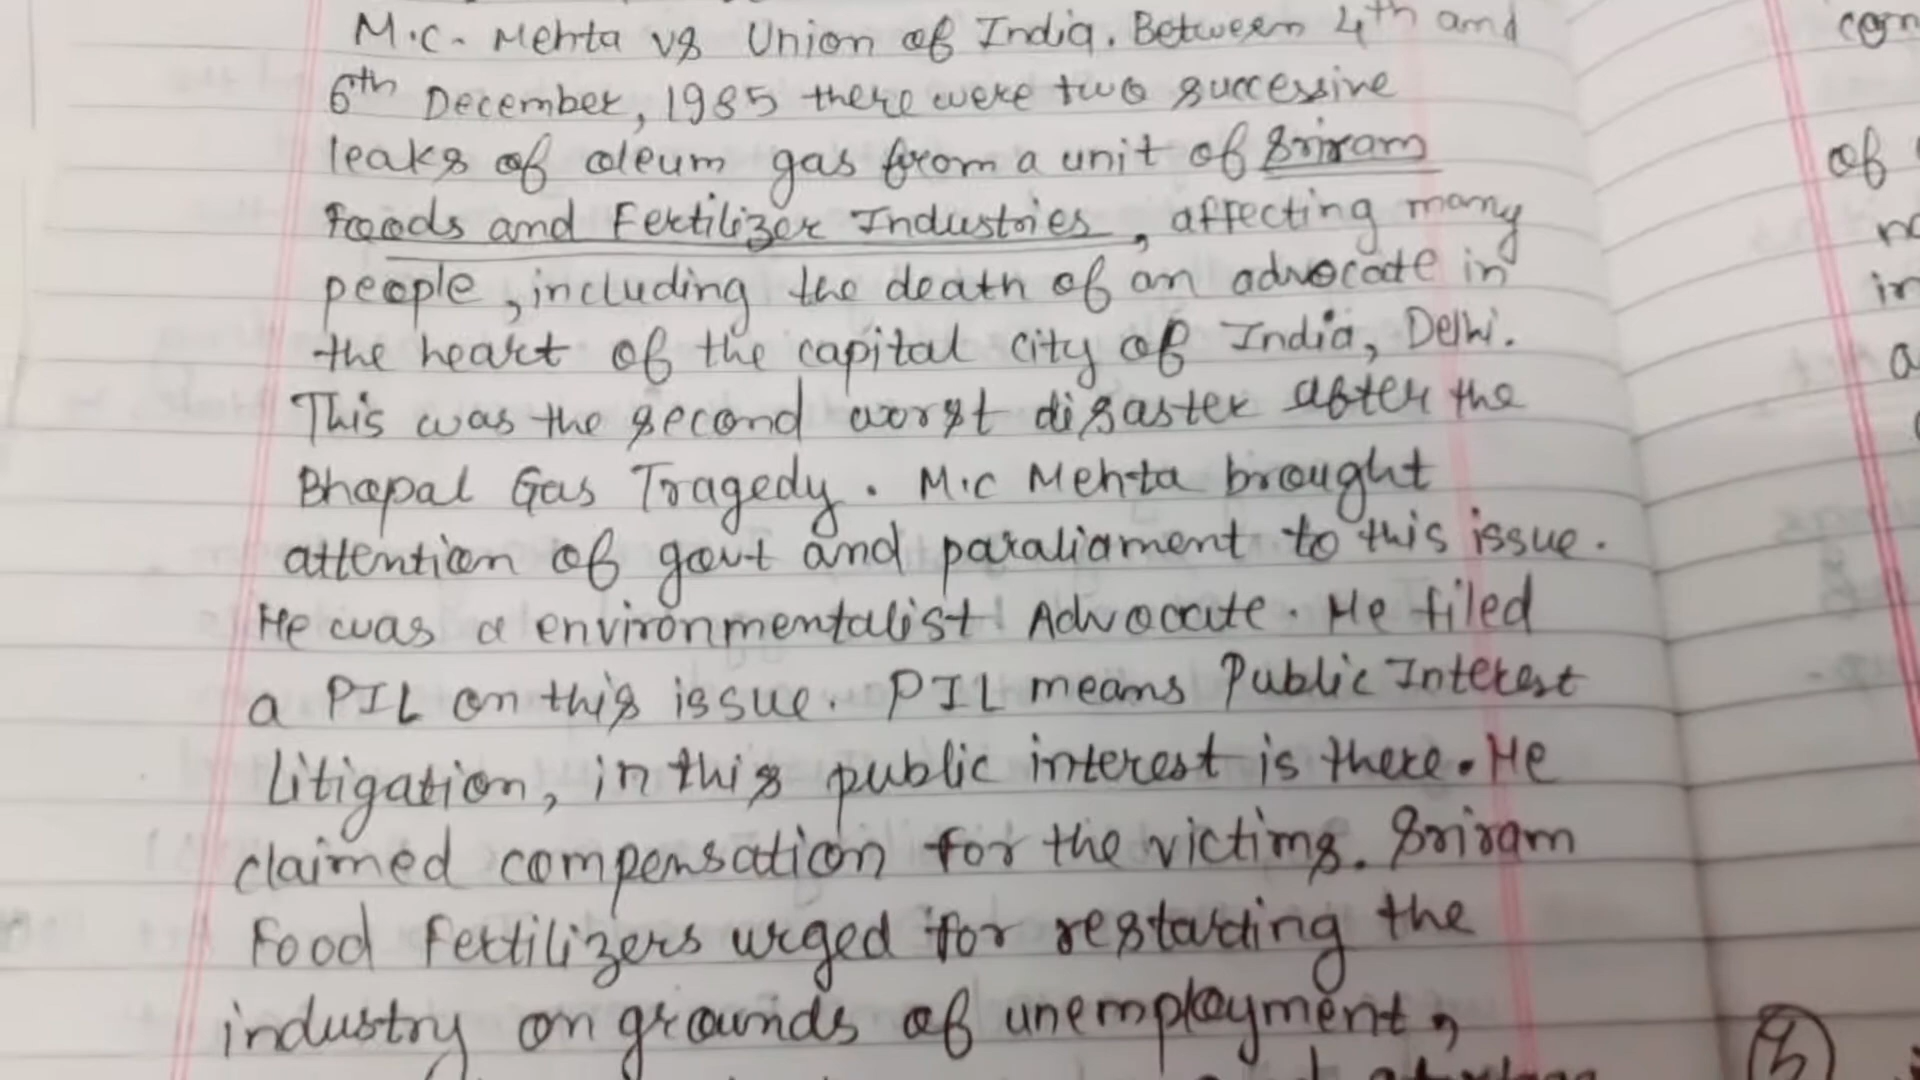 M.C. Mehta vs Union of India. Between 4th and
6th December, 1985 there were two successive
leaks of oleum gas from a unit of Sriram
Foods and Fertilizer Industries, affecting many
people, including the death of an advocate in
the heart of the capital city of India, Delhi.
This was the second worst disaster after the
Bhopal Gas Tragedy. M.C Mehta brought
attention of govt and paraliament to this issue.
He was a environmentalist Advocate. He filed
a PIL on this issue. PIL means Public Interest
Litigation, in this public interest is there. He
claimed compensation for the victims. Sriram
Food Fertilizers urged for restarting the
industry on grounds of unemployment,
of
in